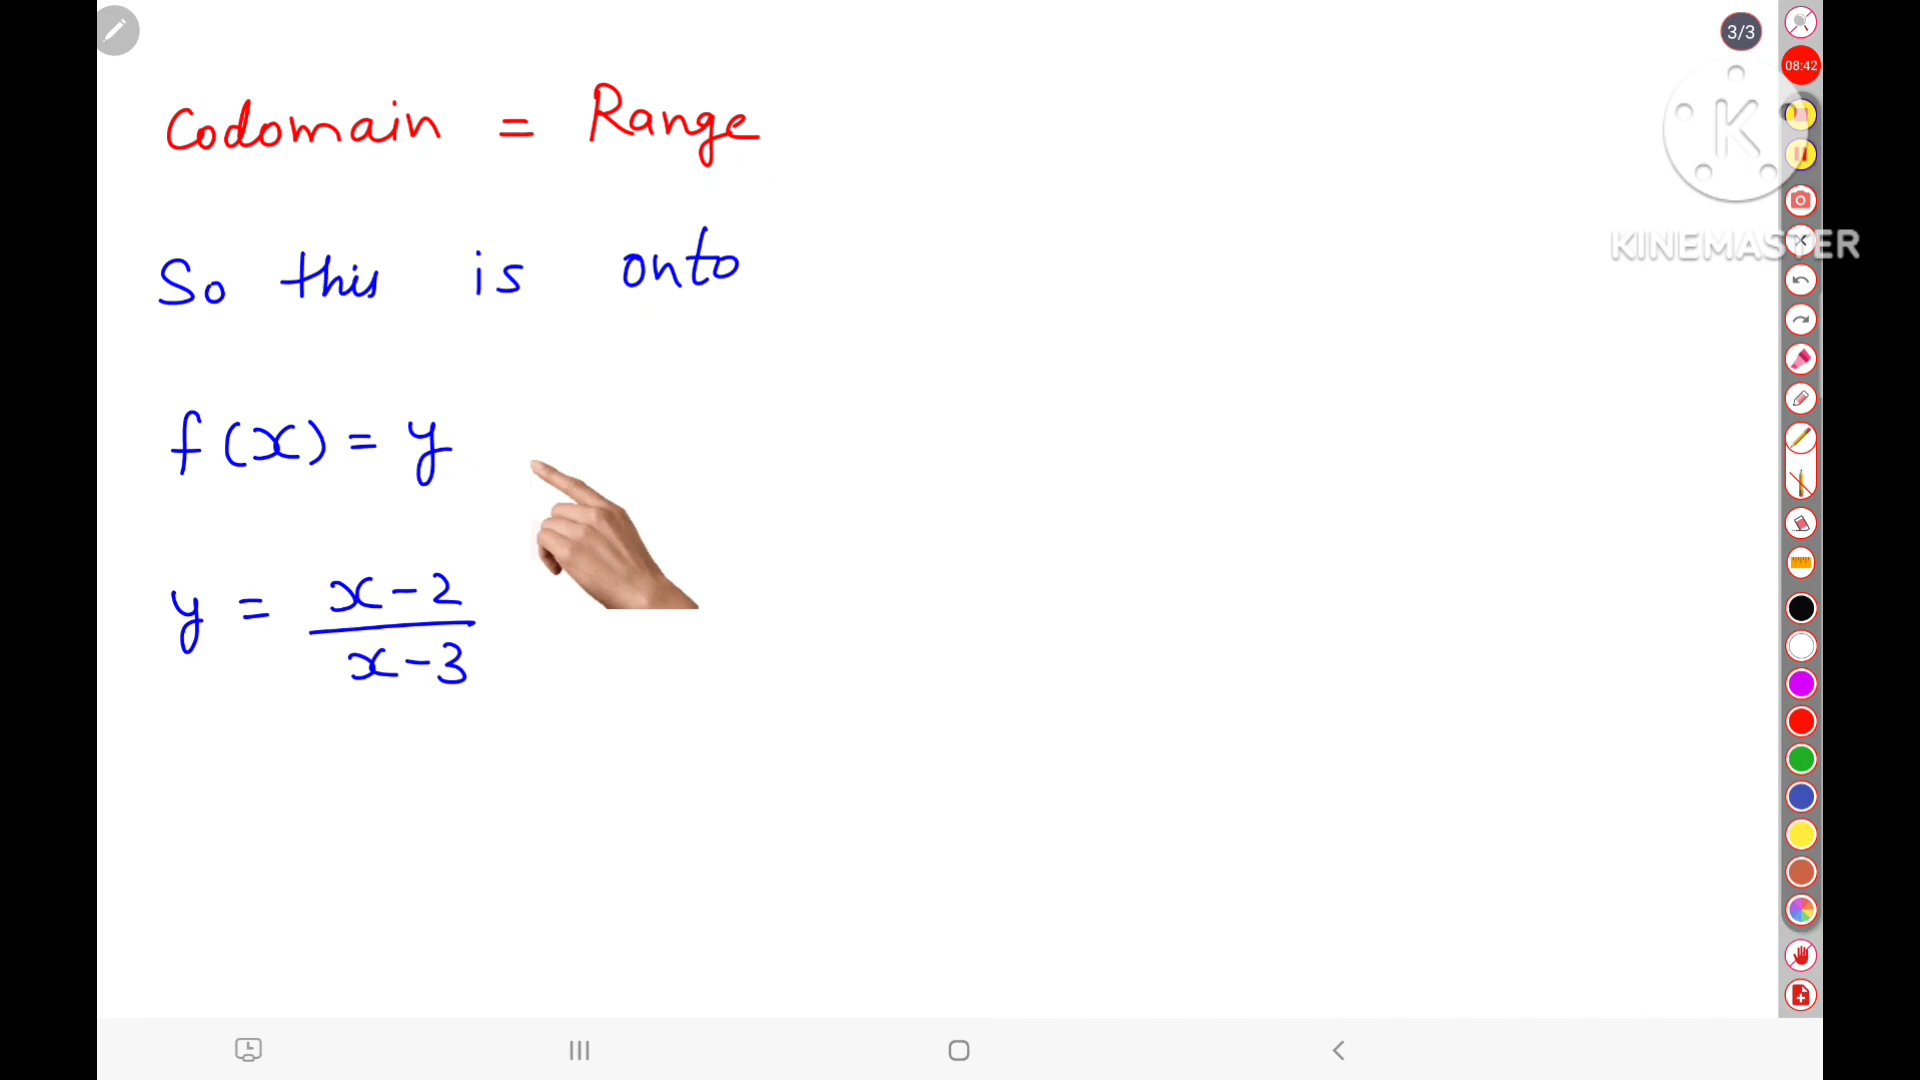 3/3
08:42
Codomain = Range
K
KINEMASTER
So this is onto
f(x) = y
y = x-2
x-3